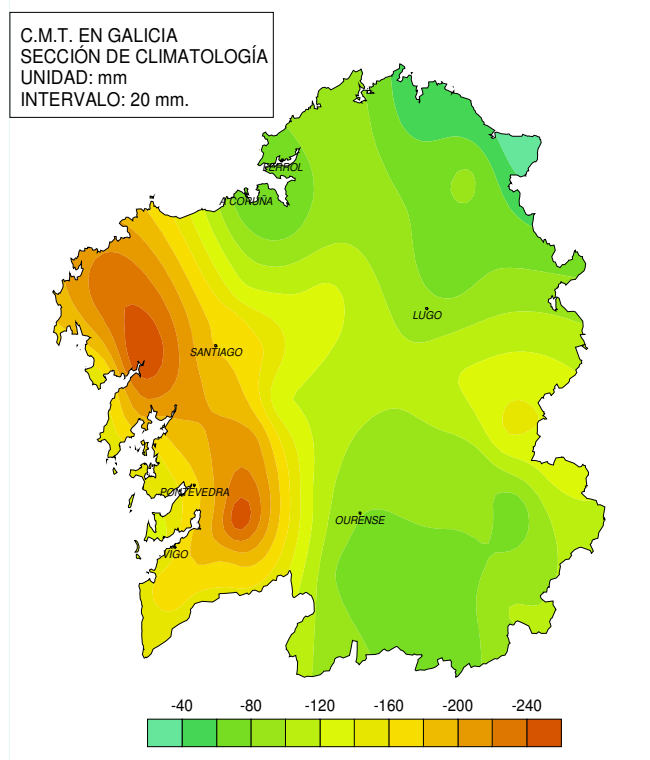 C.M.T. EN GALICIA
SECCIÓN DE CLIMATOLOGÍA
UNIDAD: mm
INTERVALO: 20 mm.
FERROL
A CORUÑA
LUGO
SANTIAGO
PONTEVEDRA
OURENSE
VIGO
-40 -80 -120 -160 -200 -240